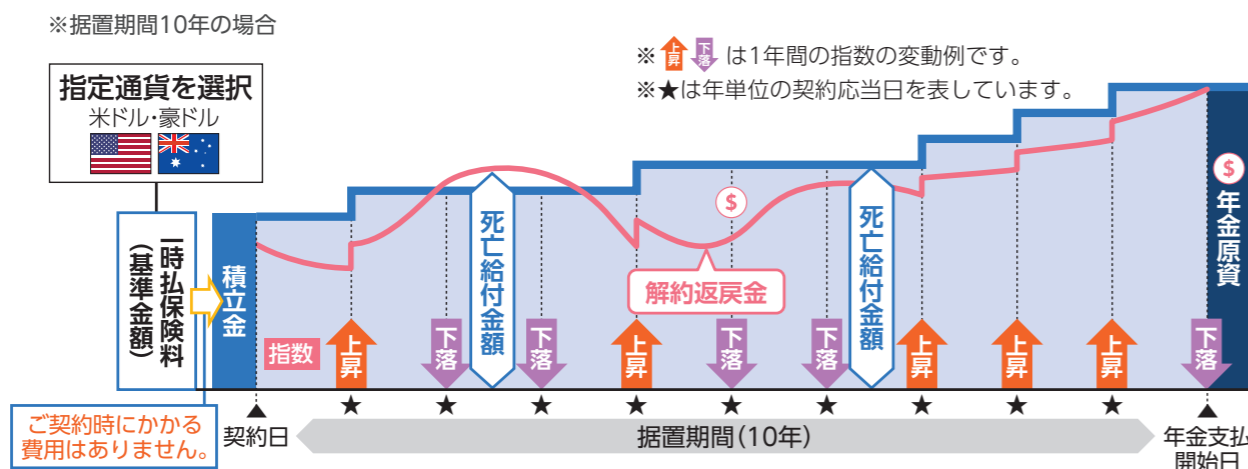 ※据置期間10年の場合
指定通貨を選択
米ドル・豪ドル
※上昇 下落 は1年間の指数の変動例です。
※★は年単位の契約応当日を表しています。
一時払保険料
(基準金額)
積立金
指数
上昇
下落
死亡給付金額
下落
上昇
解約返戻金
$
下落
下落
死亡給付金額
上昇
上昇
上昇
下落
$
年金原資
ご契約時にかかる
費用はありません。
契約日
★ ★ ★ ★ ★ ★ ★ ★ ★
据置期間(10年)
年金支払
開始日